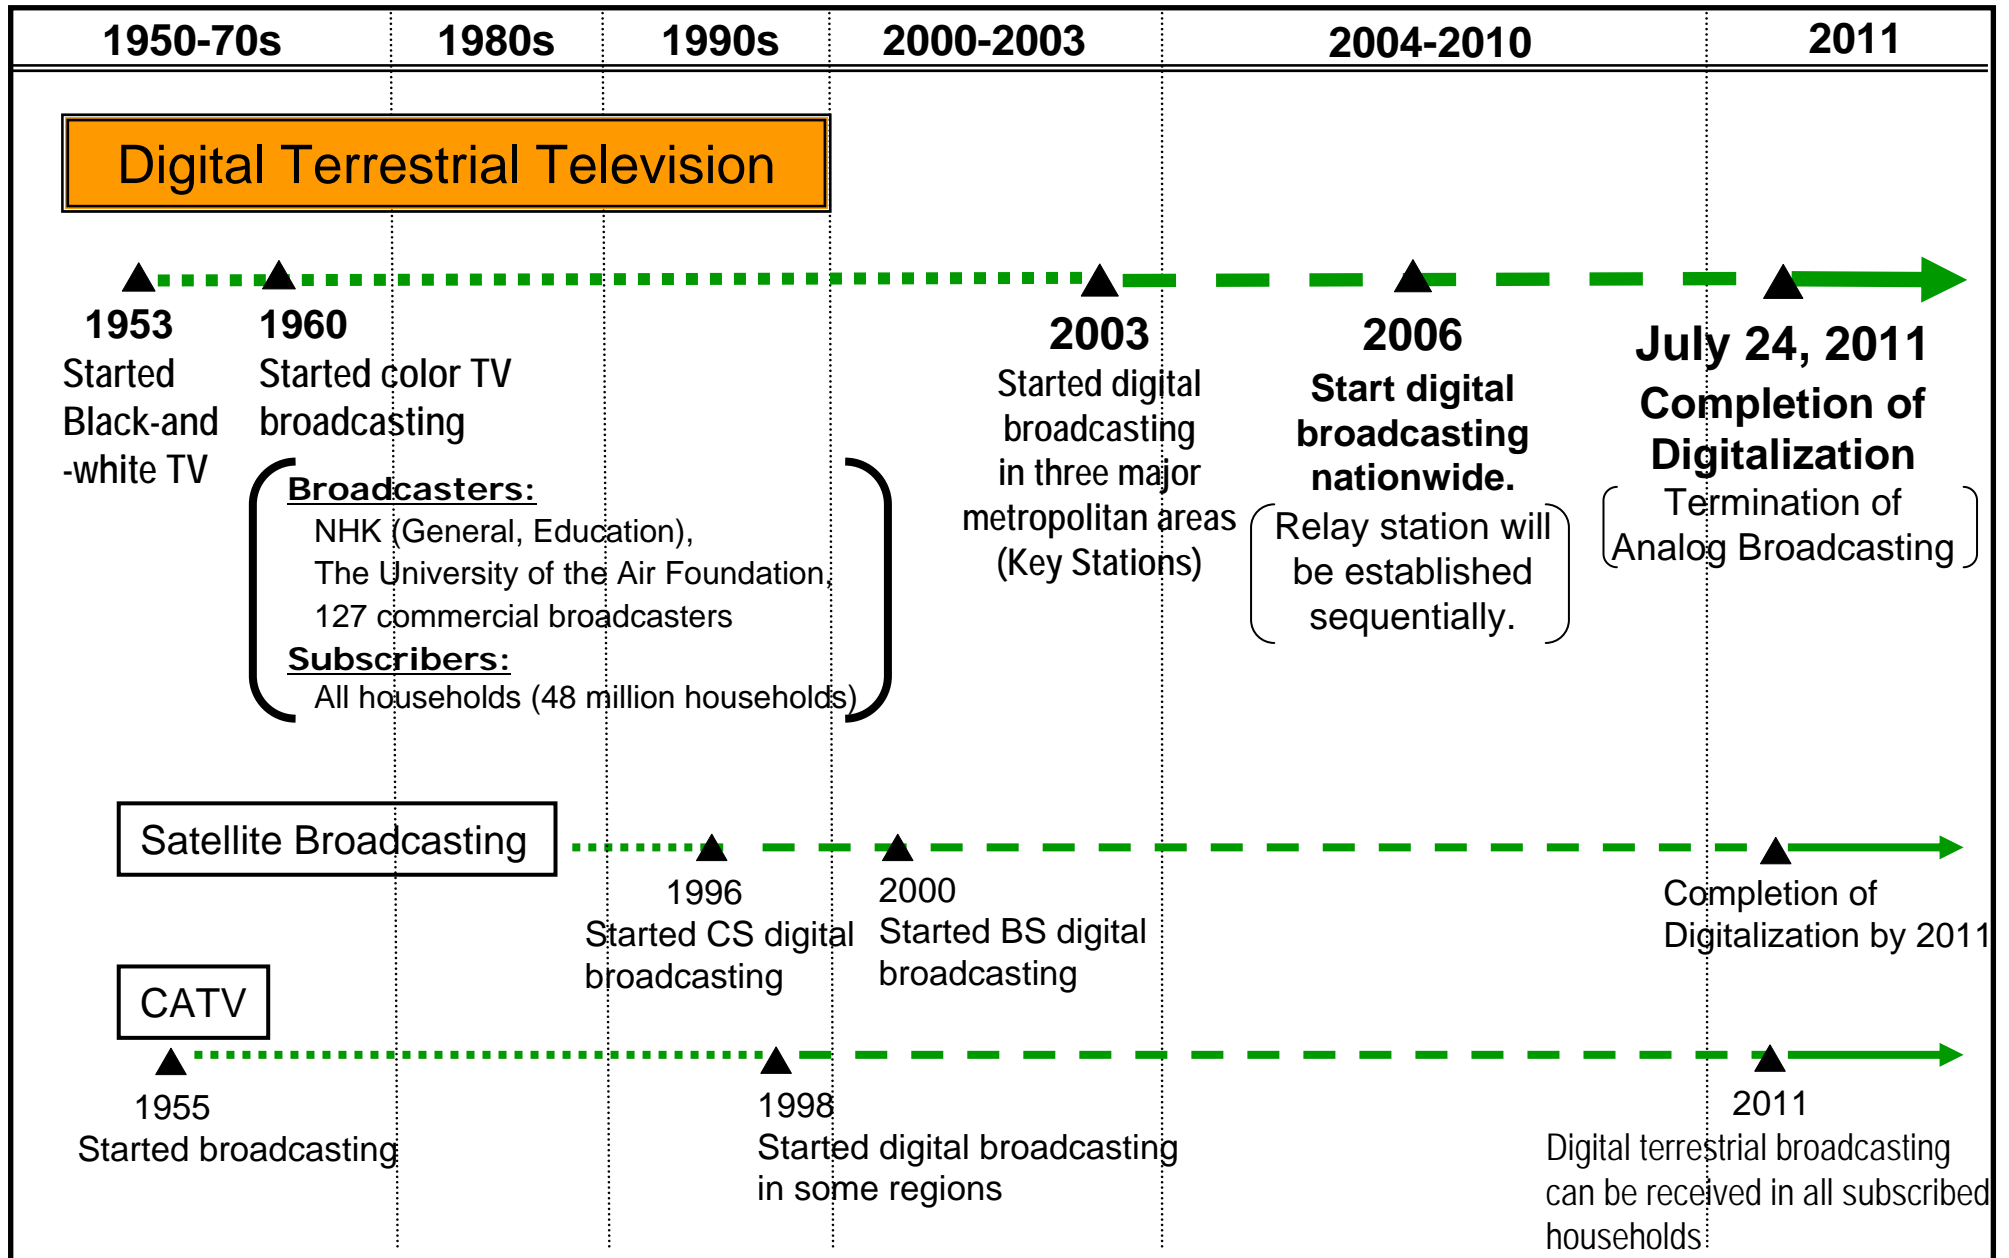 1950-70s
1980s
1990s
2000-2003
2004-2010
2011
Digital Terrestrial Television
1953
Started
Black-and
-white TV
1960
Started color TV
broadcasting
Broadcasters:
NHK (General, Education),
The University of the Air Foundation,
127 commercial broadcasters
Subscribers:
All households (48 million households)
2003
Started digital
broadcasting
in three major
metropolitan areas
(Key Stations)
2006
Start digital
broadcasting
nationwide.
Relay station will
be established
sequentially.
July 24, 2011
Completion of
Digitalization
Termination of
Analog Broadcasting
Satellite Broadcasting
1996
Started CS digital
broadcasting
2000
Started BS digital
broadcasting
Completion of
Digitalization by 2011
CATV
1955
Started broadcasting
1998
Started digital broadcasting
in some regions
2011
Digital terrestrial broadcasting
can be received in all subscribed
households